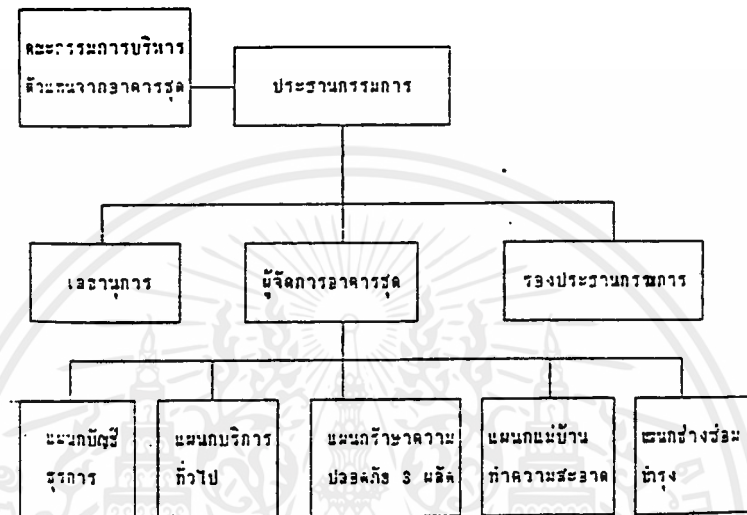 คณะกรรมการบริหาร
ตัวแทนจากอาคารชุด
ประธานกรรมการ
เลขานุการ
ผู้จัดการอาคารชุด
รองประธานกรรมการ
แผนกบัญชี
ธุรการ
แผนกบริการ
ทั่วไป
แผนกรักษาความ
ปลอดภัย 3 ผลัด
แผนกแม่บ้าน
ทำความสะอาด
แผนกช่างซ่อม
บำรุง